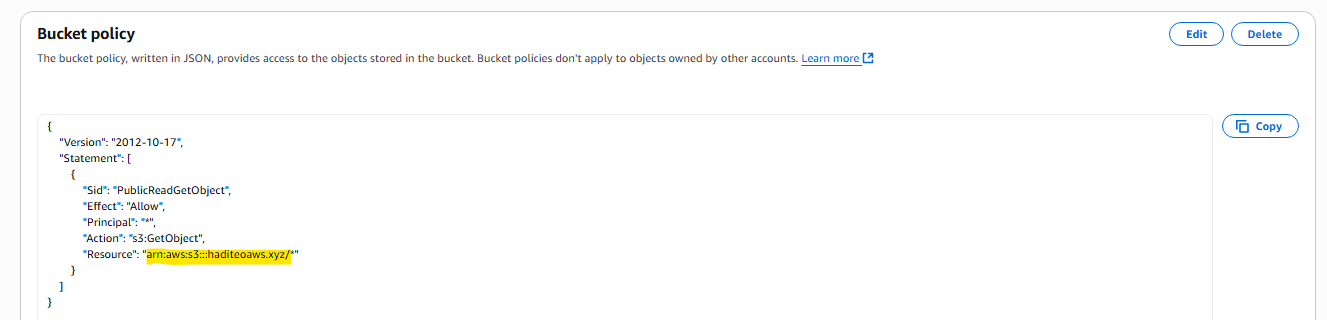 Bucket policy
Edit
Delete
The bucket policy, written in JSON, provides access to the objects stored in the bucket. Bucket policies don't apply to objects owned by other accounts. Learn more
Copy
{
"Version": "2012-10-17",
"Statement": [
{
"Sid": "PublicReadGetObject",
"Effect": "Allow",
"Principal": "*",
"Action": "s3:GetObject",
"Resource": "arn:aws:s3:::haditeoaws.xyz/*"
}
]
}